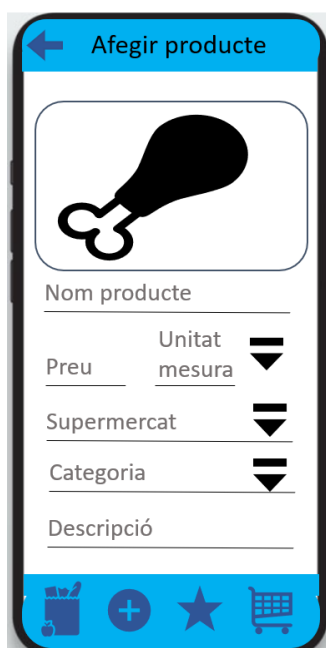 Afegir producte
Nom producte
Preu
Unitat
mesura
Supermercat
Categoria
Descripció